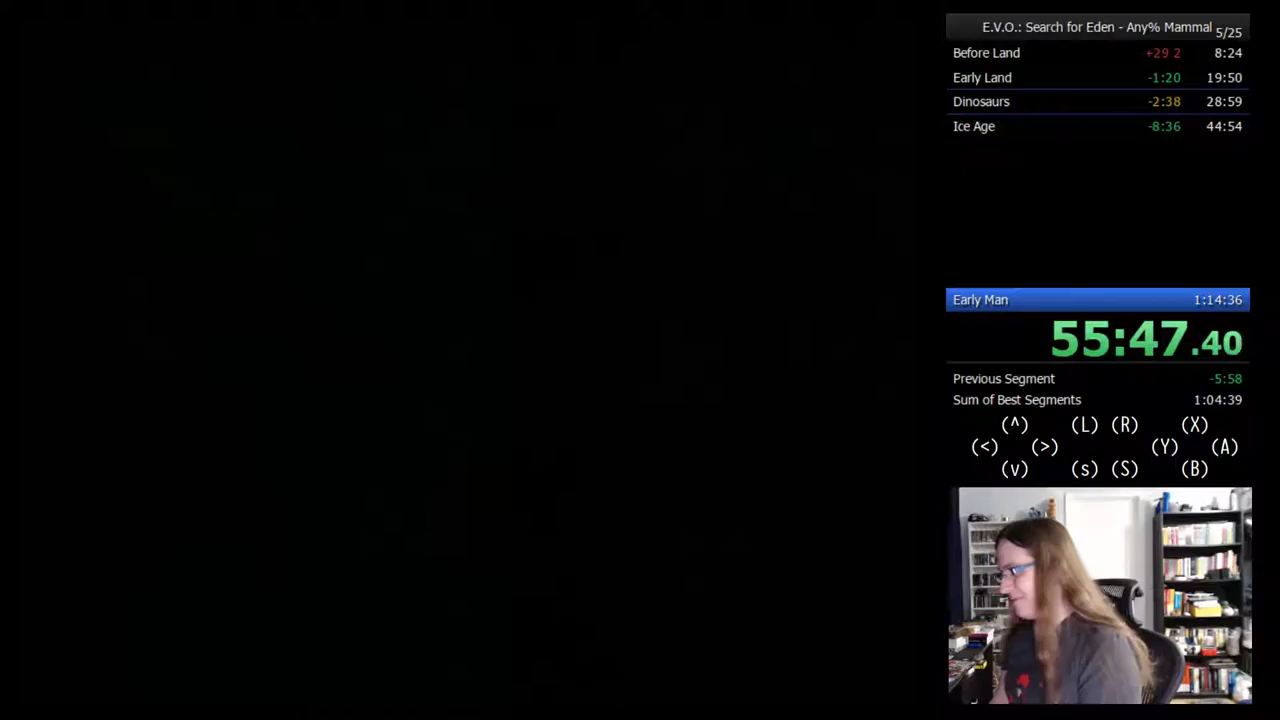 E.V.O.: Search for Eden - Any% Mammal 5/25
Before Land +29 2 8:24
Early Land -1:20 19:50
Dinosaurs -2:38 28:59
Ice Age -8:36 44:54
Early Man 1:14:36
55:47.40
Previous Segment -5:58
Sum of Best Segments 1:04:39
(^) (L) (R) (X)
(<) (>) (Y) (A)
(v) (s) (S) (B)